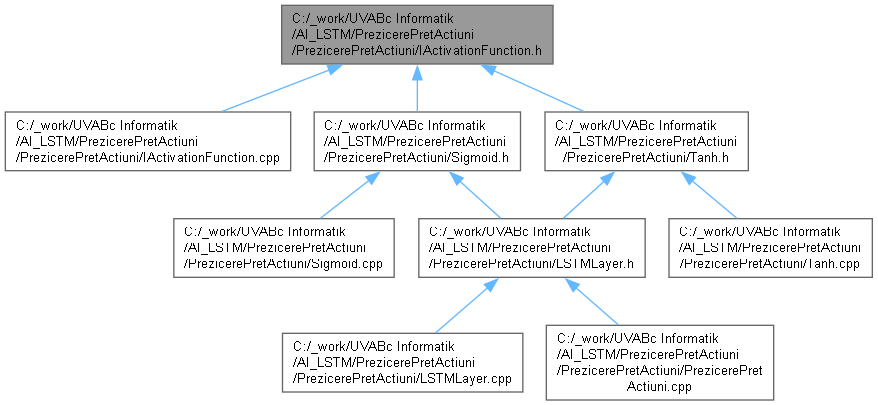 C:/_work/UVABc Informatik
/AI_LSTM/PrezicerePretActiuni
/PrezicerePretActiuni/IActivationFunction.h
C:/_work/UVABc Informatik
/AI_LSTM/PrezicerePretActiuni
/PrezicerePretActiuni/IActivationFunction.cpp
C:/_work/UVABc Informatik
/AI_LSTM/PrezicerePretActiuni
/PrezicerePretActiuni/Sigmoid.h
C:/_work/UVABc Informatik
/AI_LSTM/PrezicerePretActiuni
/PrezicerePretActiuni/Tanh.h
C:/_work/UVABc Informatik
/AI_LSTM/PrezicerePretActiuni
/PrezicerePretActiuni/Sigmoid.cpp
C:/_work/UVABc Informatik
/AI_LSTM/PrezicerePretActiuni
/PrezicerePretActiuni/LSTMLayer.h
C:/_work/UVABc Informatik
/AI_LSTM/PrezicerePretActiuni
/PrezicerePretActiuni/Tanh.cpp
C:/_work/UVABc Informatik
/AI_LSTM/PrezicerePretActiuni
/PrezicerePretActiuni/LSTMLayer.cpp
C:/_work/UVABc Informatik
/AI_LSTM/PrezicerePretActiuni
/PrezicerePretActiuni/PrezicerePret
Actiuni.cpp